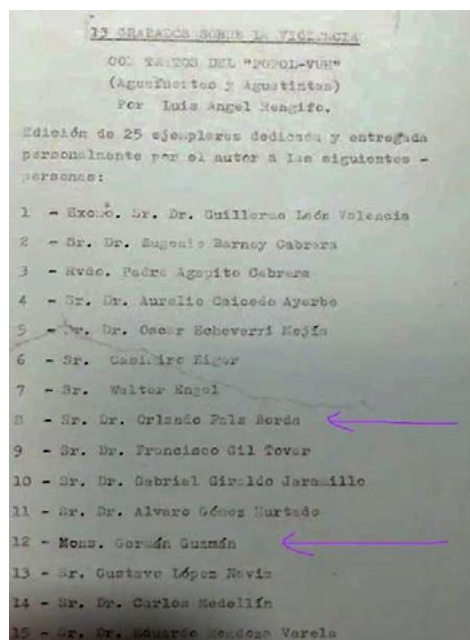 13 GRABADOS SOBRE LA VIOLENCIA
CON TEXTOS DEL "POPOL-VUH"
(Aguafuertes y Aguatintas)
Por Luis Angel Rengifo.
Edición de 25 ejemplares dedicada y entregada
personalmente por el autor a las siguientes -
personas:
1 - Excmo. Sr. Dr. Guillermo León Valencia
2 - Sr. Dr. Eugenio Barney Cabrera
3 - Rvdo. Padre Agapito Cabrera
4 - Sr. Dr. Aurelio Caicedo Ayerbe
5 - Sr. Dr. Oscar Echeverri Mejía
6 - Sr. Casimiro Eiger
7 - Sr. Walter Engel
8 - Sr. Dr. Orlando Fals Borda
9 - Sr. Dr. Francisco Gil Tovar
10 - Sr. Dr. Gabriel Giraldo Jaramillo
11 - Sr. Dr. Alvaro Gómez Hurtado
12 - Mons. Germán Guzmán
13 - Sr. Gustavo López
14 - Sr. Dr. Carlos Medellín
15 - Sr. Dr. Eduardo Mendoza Varela